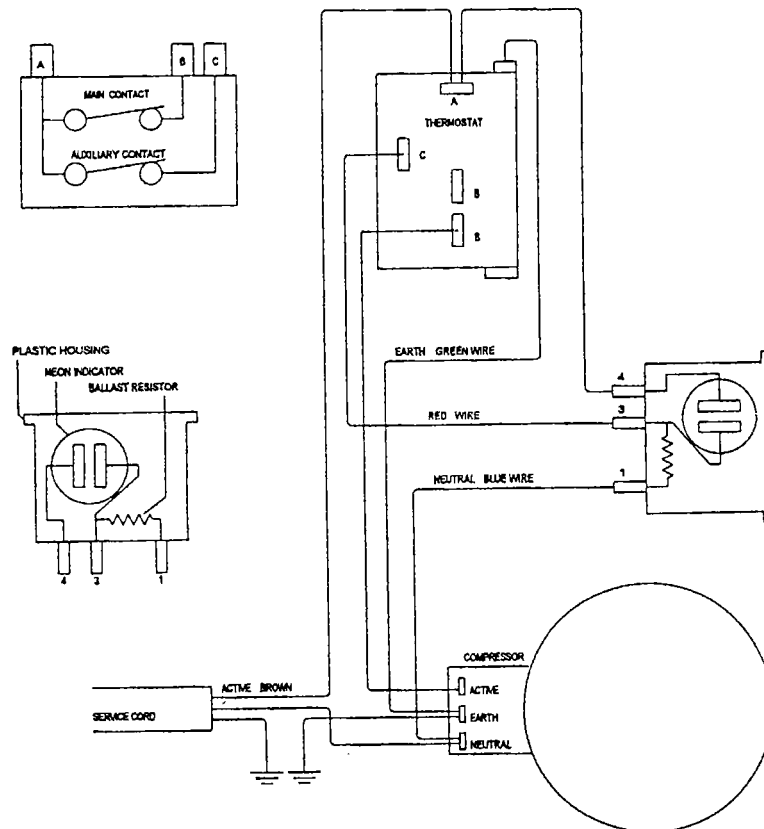 A
B
C
MAIN CONTACT
AUXILIARY CONTACT
A
THERMOSTAT
C
B
B
PLASTIC HOUSING
NEON INDICATOR
BALLAST RESISTOR
4
3
1
EARTH GREEN WIRE
RED WIRE
NEUTRAL BLUE WIRE
4
3
1
ACTIVE BROWN
SERVICE CORD
COMPRESSOR
ACTIVE
EARTH
NEUTRAL